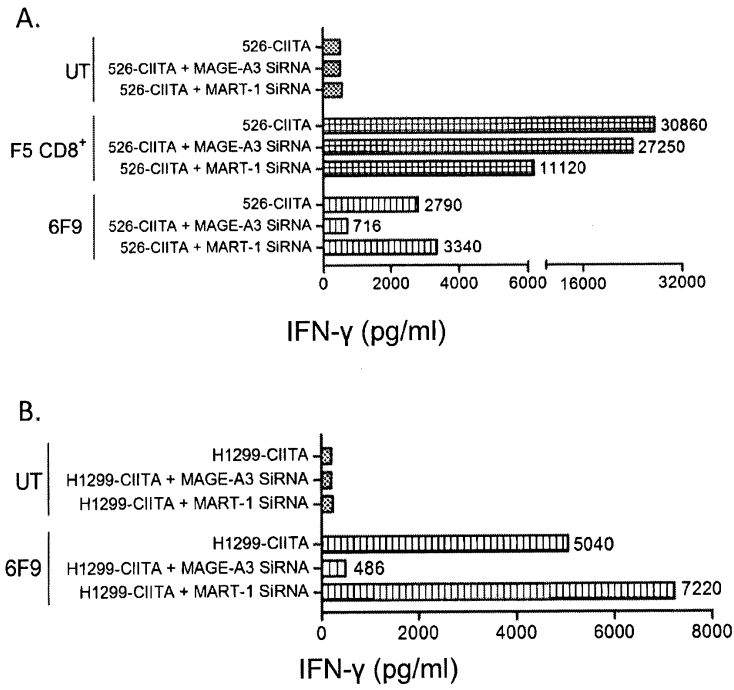 A.
UT
526-CIITA
526-CIITA + MAGE-A3 SiRNA
526-CIITA + MART-1 SiRNA
F5 CD8+
526-CIITA
30860
526-CIITA + MAGE-A3 SiRNA
27250
526-CIITA + MART-1 SiRNA
11120
6F9
526-CIITA
2790
526-CIITA + MAGE-A3 SiRNA
716
526-CIITA + MART-1 SiRNA
3340
0 2000 4000 6000 16000 32000
IFN-γ (pg/ml)
B.
UT
H1299-CIITA
H1299-CIITA + MAGE-A3 SiRNA
H1299-CIITA + MART-1 SiRNA
6F9
H1299-CIITA
5040
H1299-CIITA + MAGE-A3 SiRNA
486
H1299-CIITA + MART-1 SiRNA
7220
0 2000 4000 6000 8000
IFN-γ (pg/ml)